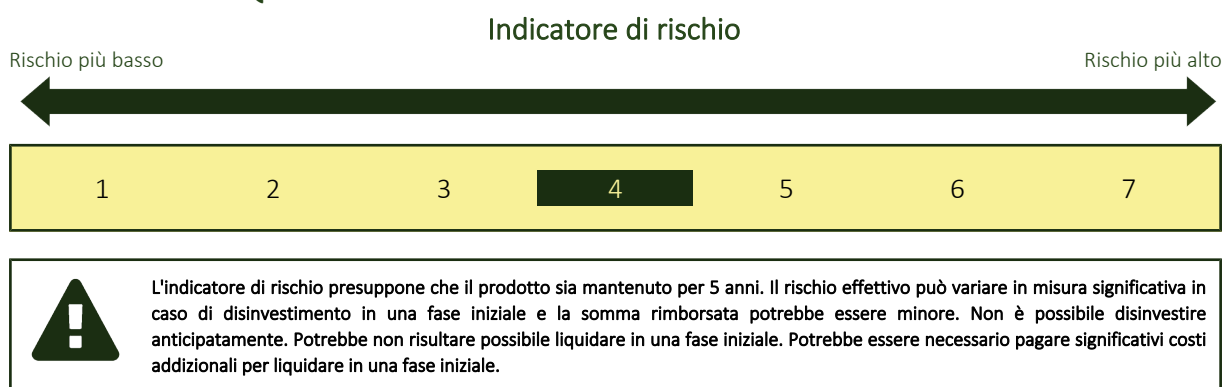 Indicatore di rischio
Rischio più basso
Rischio più alto
1 2 3 4 5 6 7
L'indicatore di rischio presuppone che il prodotto sia mantenuto per 5 anni. Il rischio effettivo può variare in misura significativa in
caso di disinvestimento in una fase iniziale e la somma rimborsata potrebbe essere minore. Non è possibile disinvestire
anticipatamente. Potrebbe non risultare possibile liquidare in una fase iniziale. Potrebbe essere necessario pagare significativi costi
addizionali per liquidare in una fase iniziale.